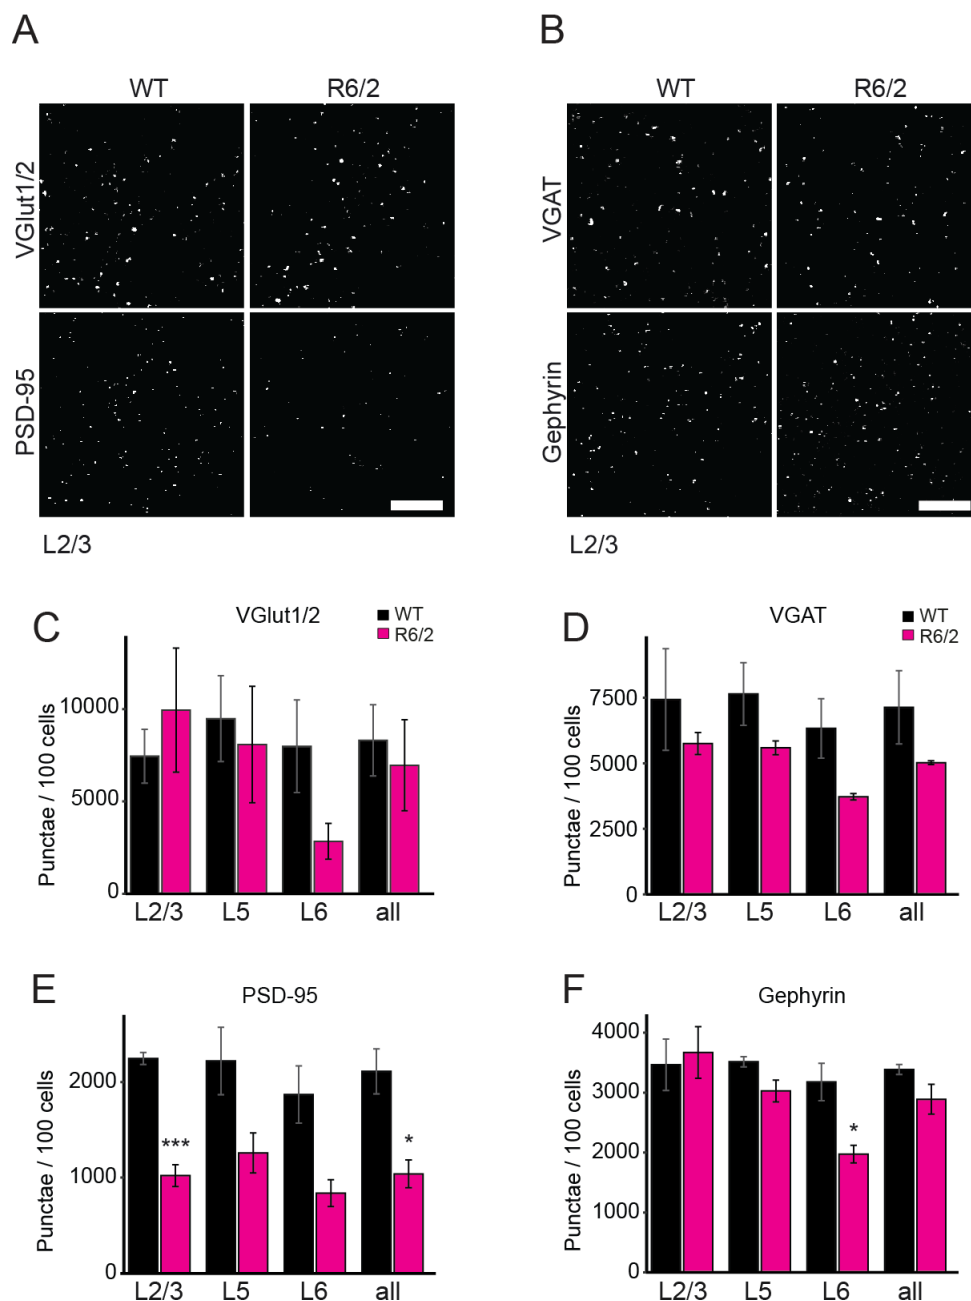 A
B
WT R6/2
WT R6/2
VGlut1/2
VGAT
PSD-95
Gephyrin
L2/3
L2/3
C
VGlut1/2
WT
R6/2
Punctae / 100 cells
10000
5000
0
L2/3 L5 L6 all
D
VGAT
WT
R6/2
Punctae / 100 cells
7500
5000
2500
0
L2/3 L5 L6 all
E
PSD-95
Punctae / 100 cells
2000
1000
0
***
*
L2/3 L5 L6 all
F
Gephyrin
Punctae / 100 cells
4000
3000
2000
1000
0
*
L2/3 L5 L6 all